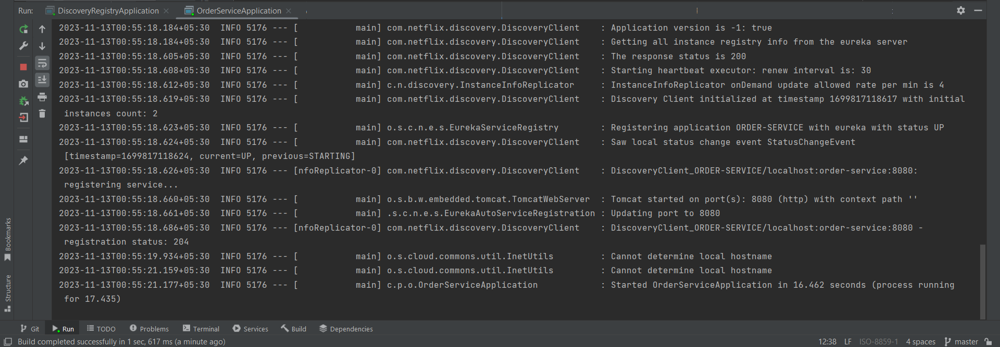 Run: DiscoveryRegistryApplication OrderServiceApplication
2023-11-13T00:55:18.184+05:30  INFO 5176 --- [           main] com.netflix.discovery.DiscoveryClient    : Application version is -1: true
2023-11-13T00:55:18.184+05:30  INFO 5176 --- [           main] com.netflix.discovery.DiscoveryClient    : Getting all instance registry info from the eureka server
2023-11-13T00:55:18.605+05:30  INFO 5176 --- [           main] com.netflix.discovery.DiscoveryClient    : The response status is 200
2023-11-13T00:55:18.608+05:30  INFO 5176 --- [           main] com.netflix.discovery.DiscoveryClient    : Starting heartbeat executor: renew interval is: 30
2023-11-13T00:55:18.612+05:30  INFO 5176 --- [           main] c.n.discovery.InstanceInfoReplicator     : InstanceInfoReplicator onDemand update allowed rate per min is 4
2023-11-13T00:55:18.619+05:30  INFO 5176 --- [           main] com.netflix.discovery.DiscoveryClient    : Discovery Client initialized at timestamp 1699817118617 with initial
instances count: 2
2023-11-13T00:55:18.623+05:30  INFO 5176 --- [           main] o.s.c.n.e.s.EurekaServiceRegistry        : Registering application ORDER-SERVICE with eureka with status UP
2023-11-13T00:55:18.624+05:30  INFO 5176 --- [           main] com.netflix.discovery.DiscoveryClient    : Saw local status change event StatusChangeEvent
[timestamp=1699817118624, current=UP, previous=STARTING]
2023-11-13T00:55:18.626+05:30  INFO 5176 --- [nfoReplicator-0] com.netflix.discovery.DiscoveryClient    : DiscoveryClient_ORDER-SERVICE/localhost:order-service:8080:
registering service...
2023-11-13T00:55:18.660+05:30  INFO 5176 --- [           main] o.s.b.w.embedded.tomcat.TomcatWebServer  : Tomcat started on port(s): 8080 (http) with context path ''
2023-11-13T00:55:18.661+05:30  INFO 5176 --- [           main] .s.c.n.e.s.EurekaAutoServiceRegistration : Updating port to 8080
2023-11-13T00:55:18.686+05:30  INFO 5176 --- [nfoReplicator-0] com.netflix.discovery.DiscoveryClient    : DiscoveryClient_ORDER-SERVICE/localhost:order-service:8080 -
registration status: 204
2023-11-13T00:55:19.934+05:30  INFO 5176 --- [           main] o.s.cloud.commons.util.InetUtils         : Cannot determine local hostname
2023-11-13T00:55:21.159+05:30  INFO 5176 --- [           main] o.s.cloud.commons.util.InetUtils         : Cannot determine local hostname
2023-11-13T00:55:21.177+05:30  INFO 5176 --- [           main] c.p.o.OrderServiceApplication            : Started OrderServiceApplication in 16.462 seconds (process running
for 17.435)
Bookmarks
Structure
Git Run TODO Problems Terminal Services Build Dependencies
Build completed successfully in 1 sec, 617 ms (a minute ago) 12:38 LF ISO-8859-1 4 spaces master